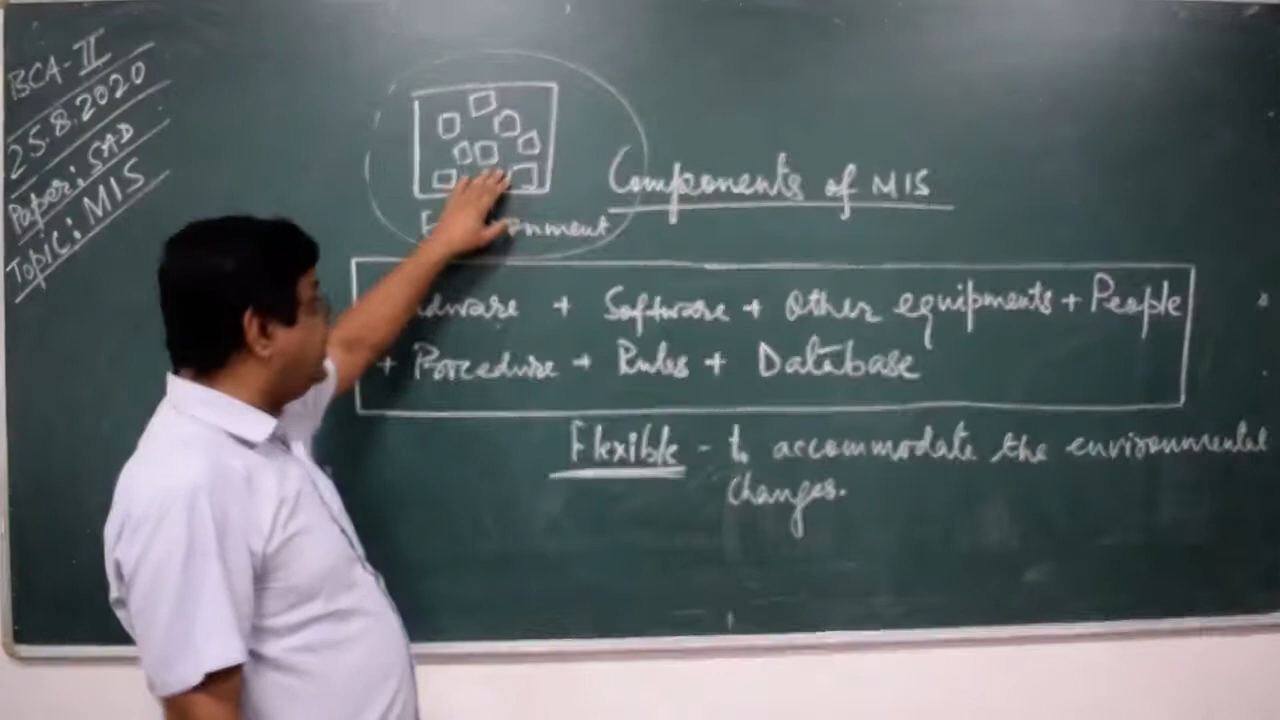 BCA-II
25.8.2020
Paper: SAD
Topic: MIS
Components of MIS
+ Software + Other equipments + People
+ Procedure + Rules + Database
Flexible - to accommodate the environmental
changes.